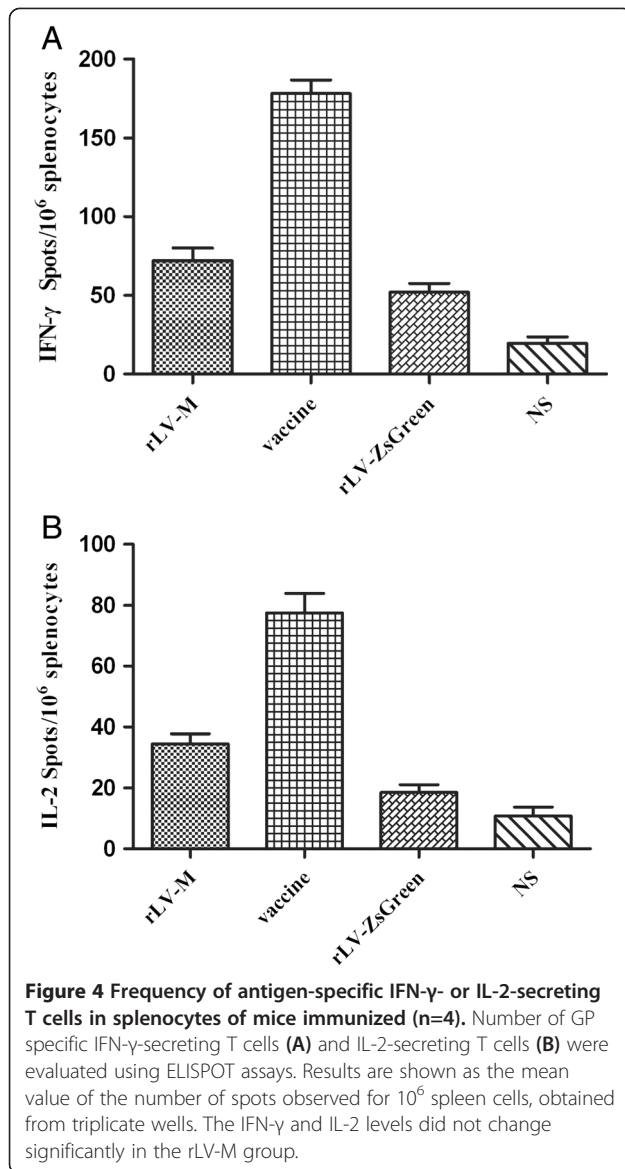 A
200
150
100
50
0
IFN-γ Spots/10⁶ splenocytes
rLV-M
vaccine
rLV-ZsGreen
NS
B
100
80
60
40
20
0
IL-2 Spots/10⁶ splenocytes
rLV-M
vaccine
rLV-ZsGreen
NS
Figure 4 Frequency of antigen-specific IFN-γ- or IL-2-secreting
T cells in splenocytes of mice immunized (n=4). Number of GP
specific IFN-γ-secreting T cells (A) and IL-2-secreting T cells (B) were
evaluated using ELISPOT assays. Results are shown as the mean
value of the number of spots observed for 10⁶ spleen cells, obtained
from triplicate wells. The IFN-γ and IL-2 levels did not change
significantly in the rLV-M group.